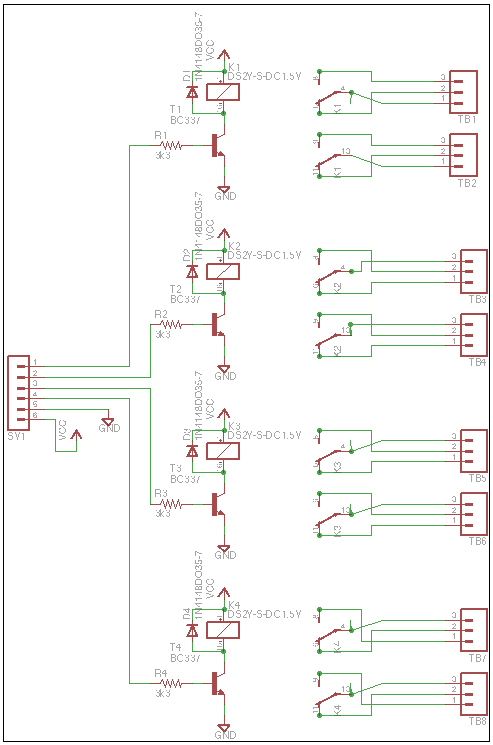 1N4148DO35-7
VCC
D1
K1
DS2Y-S-DC1.5V
T1
BC337
R1
3k3
GND
4
K1
3
2
1
TB1
13
K1
3
2
1
TB2
1N4148DO35-7
VCC
D2
K2
DS2Y-S-DC1.5V
T2
BC337
R2
3k3
GND
4
K2
3
2
1
TB3
13
K2
3
2
1
TB4
1
2
3
4
5
6
SV1
VCC
GND
1N4148DO35-7
VCC
D3
K3
DS2Y-S-DC1.5V
T3
BC337
R3
3k3
GND
4
K3
3
2
1
TB5
13
K3
3
2
1
TB6
1N4148DO35-7
VCC
D4
K4
DS2Y-S-DC1.5V
T4
BC337
R4
3k3
GND
4
K4
3
2
1
TB7
13
K4
3
2
1
TB8